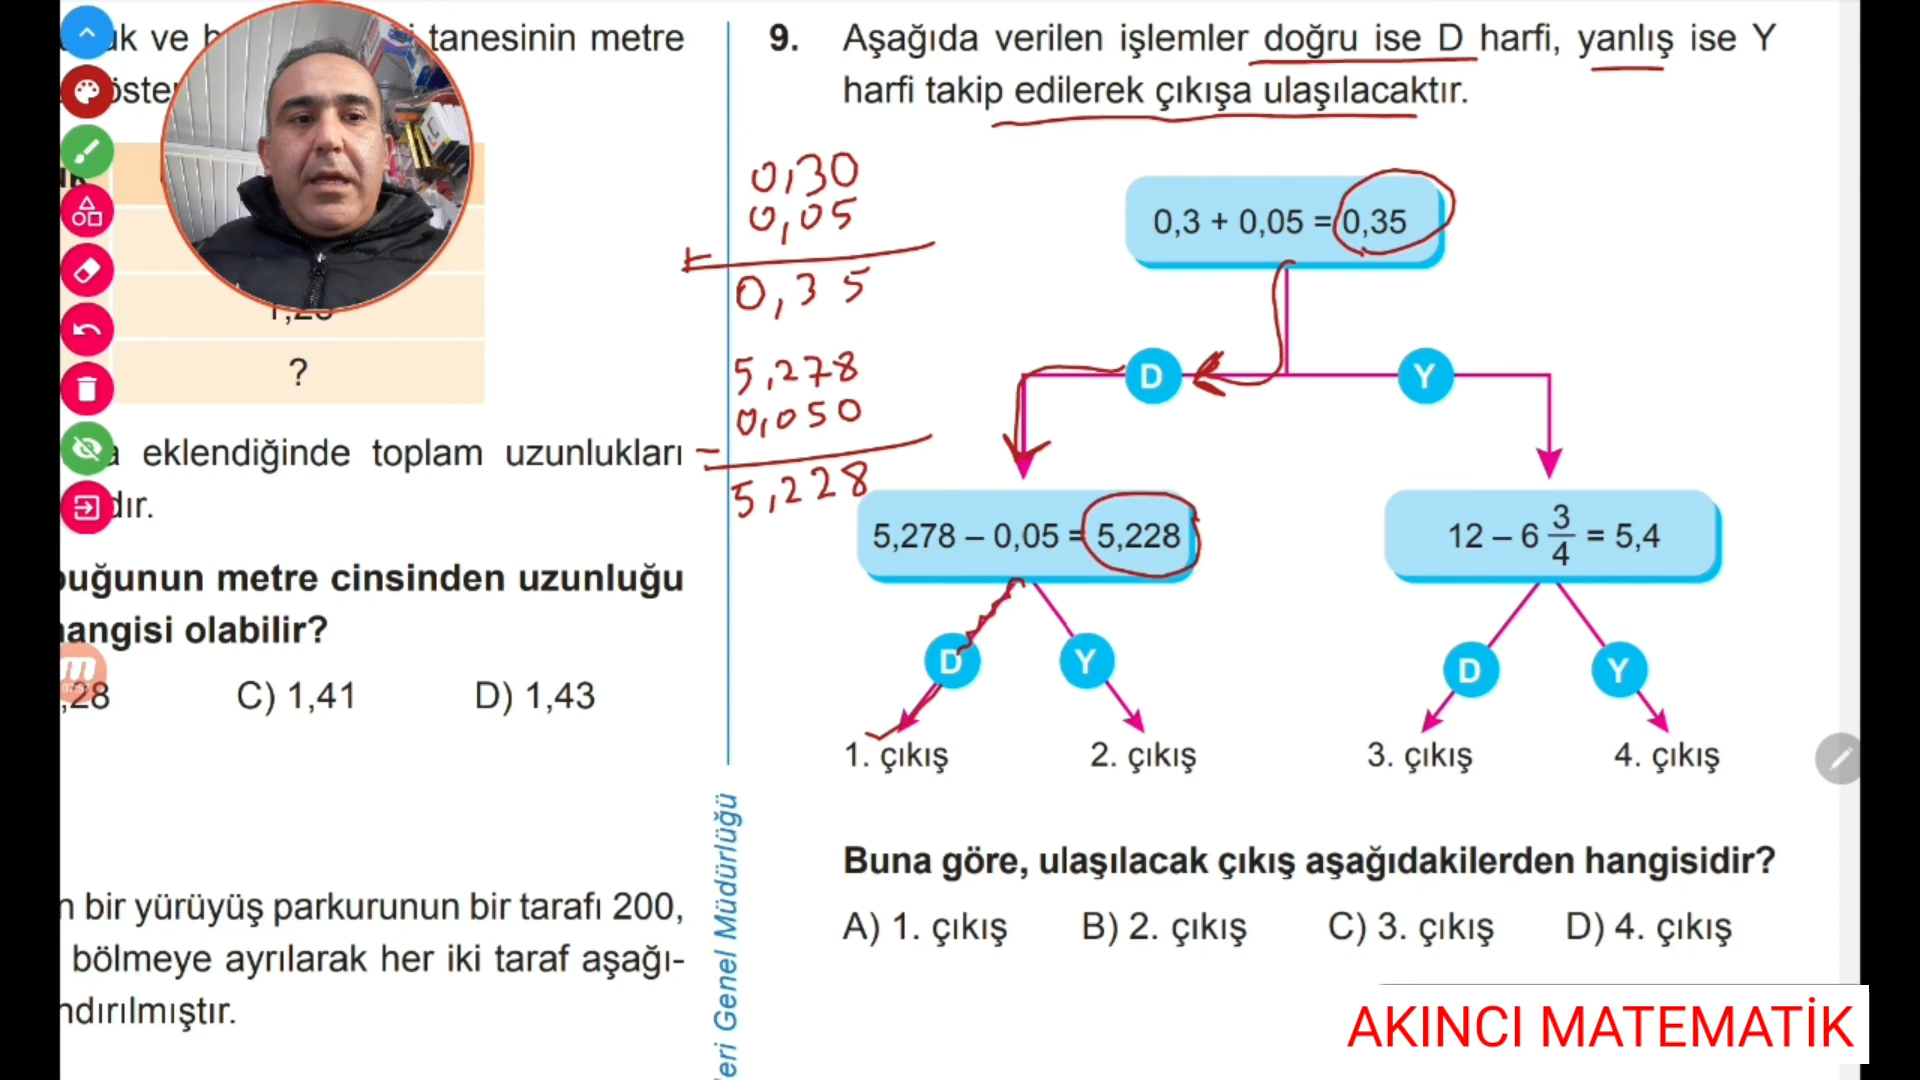 tanesinin metre
?
eklendiğinde toplam uzunlukları
dır.
buğunun metre cinsinden uzunluğu
hangisi olabilir?
,28 C) 1,41 D) 1,43
n bir yürüyüş parkurunun bir tarafı 200,
bölmeye ayrılarak her iki taraf aşağı-
ndırılmıştır.
eri Genel Müdürlüğü
9. Aşağıda verilen işlemler doğru ise D harfi, yanlış ise Y
harfi takip edilerek çıkışa ulaşılacaktır.
0,30
0,05
+
0,35
5,278
0,050
-
5,228
0,3 + 0,05 = 0,35
D Y
5,278 – 0,05 = 5,228
12 – 6 3/4 = 5,4
D Y D Y
1. çıkış 2. çıkış 3. çıkış 4. çıkış
Buna göre, ulaşılacak çıkış aşağıdakilerden hangisidir?
A) 1. çıkış B) 2. çıkış C) 3. çıkış D) 4. çıkış
AKINCI MATEMATİK